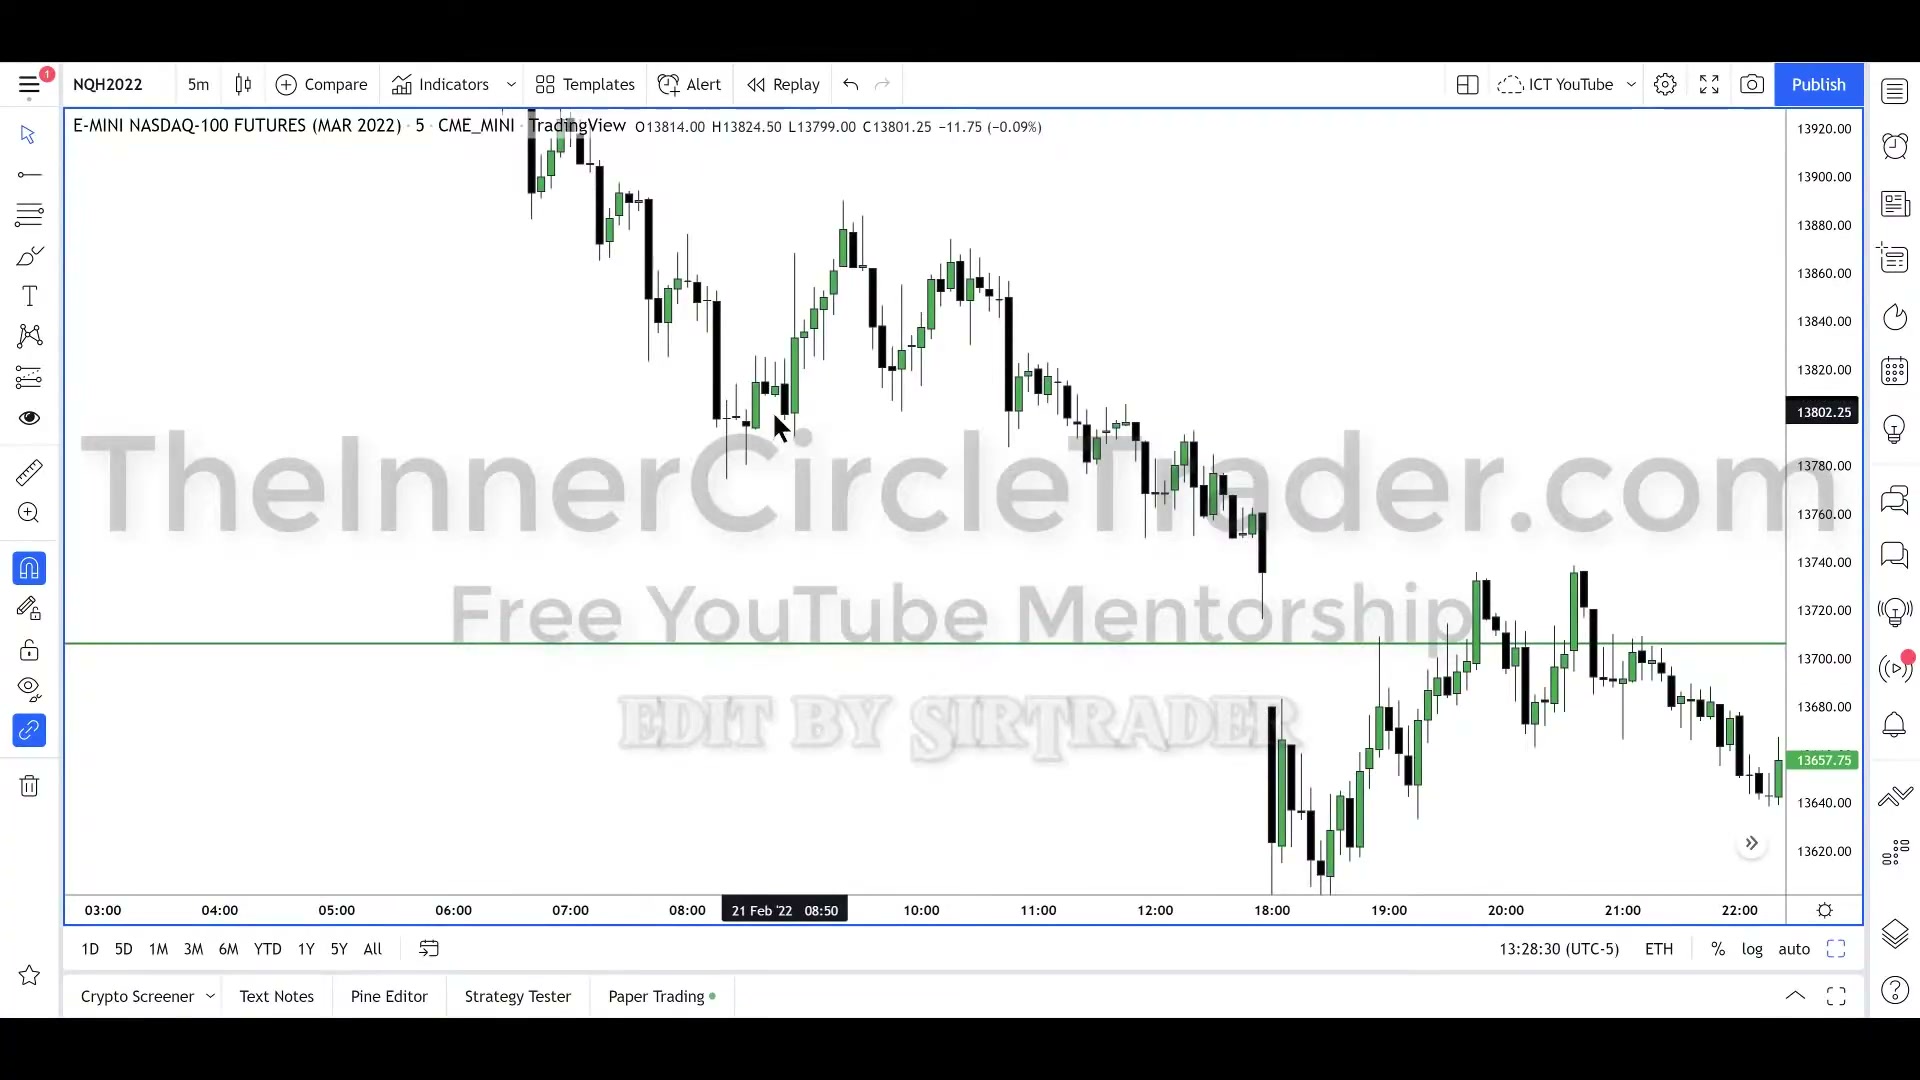 1
NQH2022 5m Compare Indicators Templates Alert Replay ICT YouTube Publish
E-MINI NASDAQ-100 FUTURES (MAR 2022) · 5 · CME_MINI · TradingView O13814.00 H13824.50 L13799.00 C13801.25 −11.75 (−0.09%)
13920.00
13900.00
13880.00
13860.00
13840.00
13820.00
13802.25
13780.00
13760.00
13740.00
13720.00
13700.00
13680.00
13657.75
13640.00
13620.00
TheInnerCircleTrader.com
Free YouTube Mentorship
EDIT BY SIRTRADER
03:00 04:00 05:00 06:00 07:00 08:00 21 Feb '22 08:50 10:00 11:00 12:00 18:00 19:00 20:00 21:00 22:00
1D 5D 1M 3M 6M YTD 1Y 5Y All 13:28:30 (UTC-5) ETH % log auto
Crypto Screener Text Notes Pine Editor Strategy Tester Paper Trading